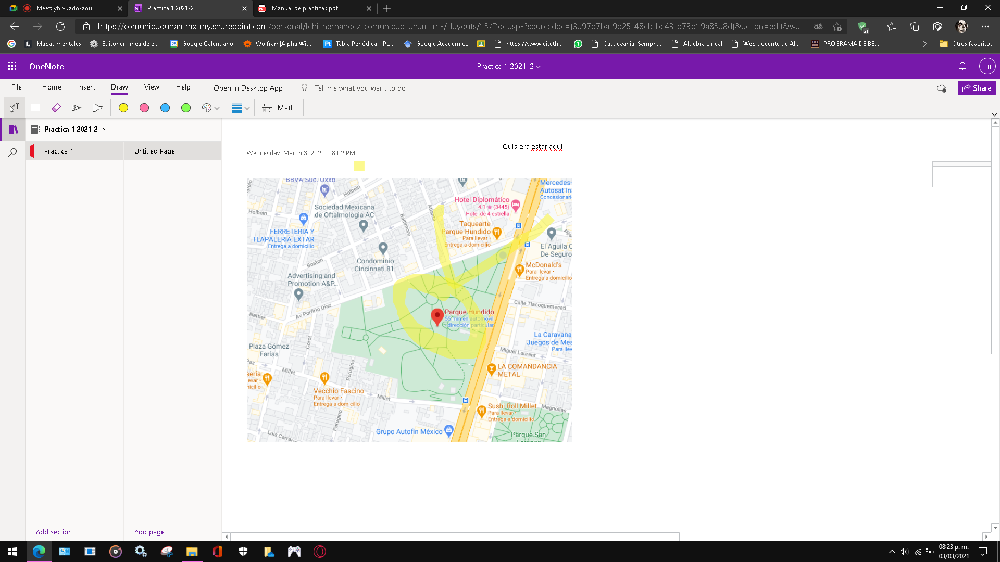 Meet: yhr-uado-aou
Practica 1 2021-2
Manual de practicas.pdf
https://comunidadunammx-my.sharepoint.com/personal/lehi_hernandez_comunidad_unam_mx/_layouts/15/Doc.aspx?sourcedoc={3a97d7ba-9b25-48eb-be43-b73b19a85a8d}&action=edit&w...
31
Mapas mentales
Editor en línea de e...
Google Calendario
Wolfram|Alpha Wid...
Tabla Periódica - Pt...
Google Académico
https://www.citethi...
Castlevania: Symph...
Algebra Lineal
Web docente de Ali...
PROGRAMA DE BE...
Otros favoritos
OneNote
Practica 1 2021-2
LB
File
Home
Insert
Draw
View
Help
Open in Desktop App
Tell me what you want to do
Share
Math
Practica 1 2021-2
Practica 1
Untitled Page
Quisiera estar aqui
Wednesday, March 3, 2021 8:02 PM
BBVA Suc. Oxxo
Holbein
Holbein
Sociedad Mexicana
de Oftalmologia AC
Atlanta
Baltimore
Hotel Diplomático
4.1 ★ (3445)
Hotel de 4-estrella
Mercedes-
Autosat Ins
Concesionari
FERRETERIA Y
TLAPALERIA EXTAR
Entrega a domicilio
Taquearte
Parque Hundido
Para llevar •
Entrega a domicilio
El Aguila C
De Seguro
Boston
Condominio
Cincinnati 81
McDonald's
Para llevar •
Entrega a domicilio
Advertising and
Promotion A&P...
Calle Tlacoquemecatl
Nattier
Av Porfirio Díaz
Parque Hundido
55 min en automóvil
dirección particular
La Caravana
Juegos de Mes
Para llev
Plaza Gómez
Farías
Corot
Miguel Laurent
Perugino
Millet
LA COMANDANCIA
METAL
Vecchio Fascino
Para llevar •
Entrega a domicilio
Millet
Perugino
Sushi Roll Millet
Para llevar •
Entrega a domicilio
Magnolias
Grupo Autofin México
Parque San
Add section
Add page
08:23 p. m.
03/03/2021